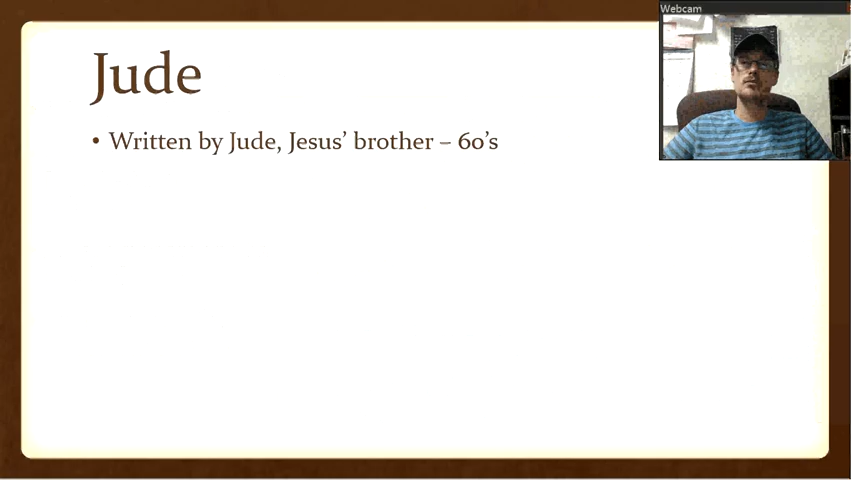 Webcam
Jude
• Written by Jude, Jesus’ brother – 60’s